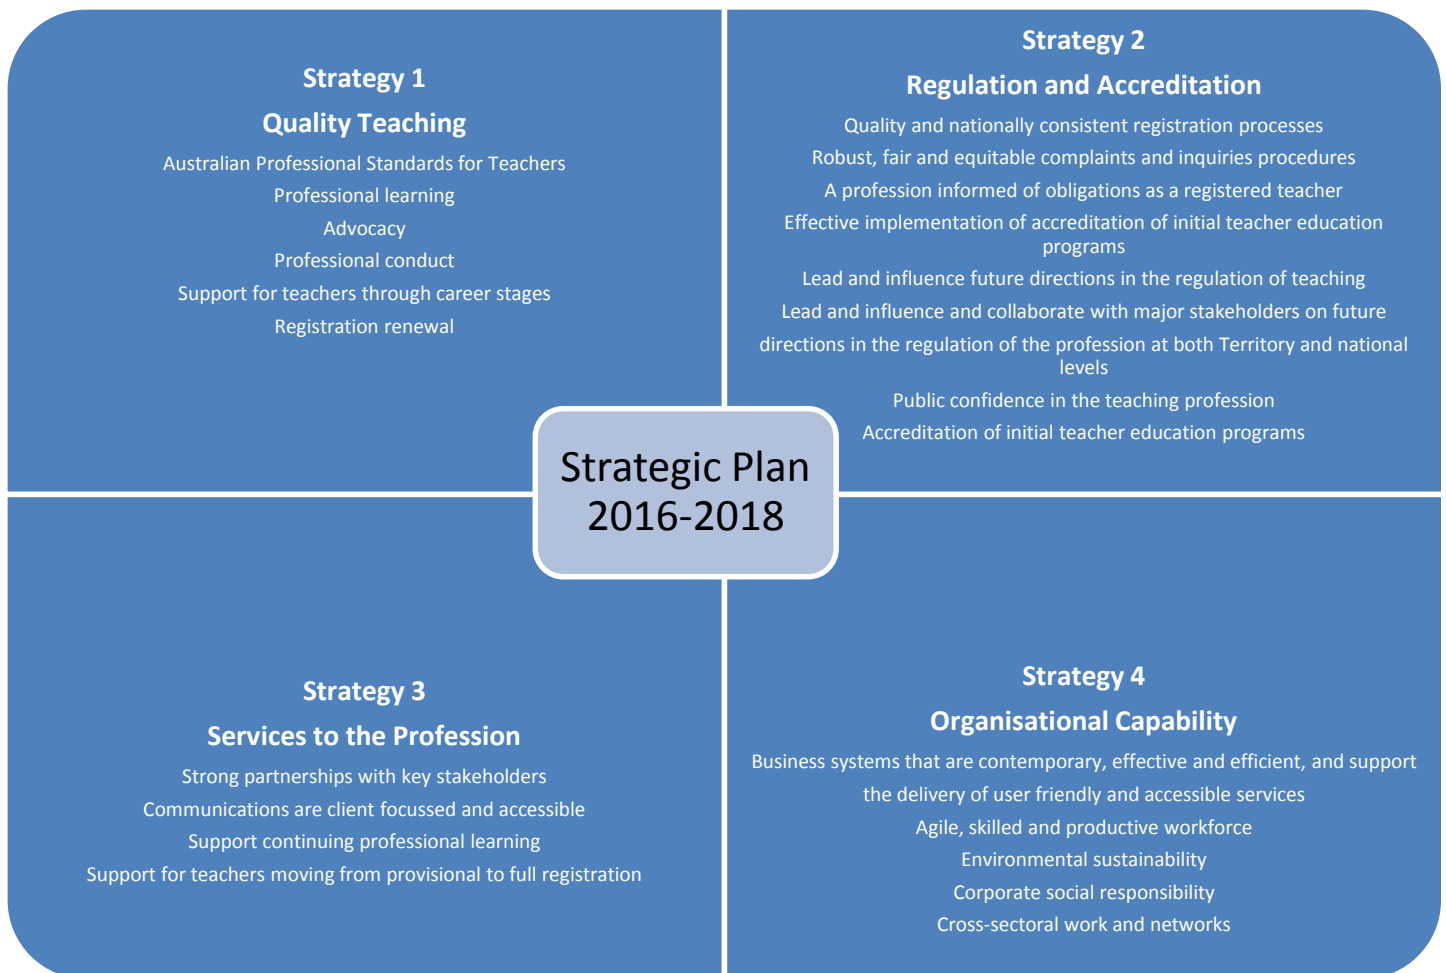 Strategy 1
Quality Teaching
Australian Professional Standards for Teachers
Professional learning
Advocacy
Professional conduct
Support for teachers through career stages
Registration renewal
Strategy 2
Regulation and Accreditation
Quality and nationally consistent registration processes
Robust, fair and equitable complaints and inquiries procedures
A profession informed of obligations as a registered teacher
Effective implementation of accreditation of initial teacher education
programs
Lead and influence future directions in the regulation of teaching
Lead and influence and collaborate with major stakeholders on future
directions in the regulation of the profession at both Territory and national
levels
Public confidence in the teaching profession
Accreditation of initial teacher education programs
Strategic Plan
2016-2018
Strategy 3
Services to the Profession
Strong partnerships with key stakeholders
Communications are client focussed and accessible
Support continuing professional learning
Support for teachers moving from provisional to full registration
Strategy 4
Organisational Capability
Business systems that are contemporary, effective and efficient, and support
the delivery of user friendly and accessible services
Agile, skilled and productive workforce
Environmental sustainability
Corporate social responsibility
Cross-sectoral work and networks